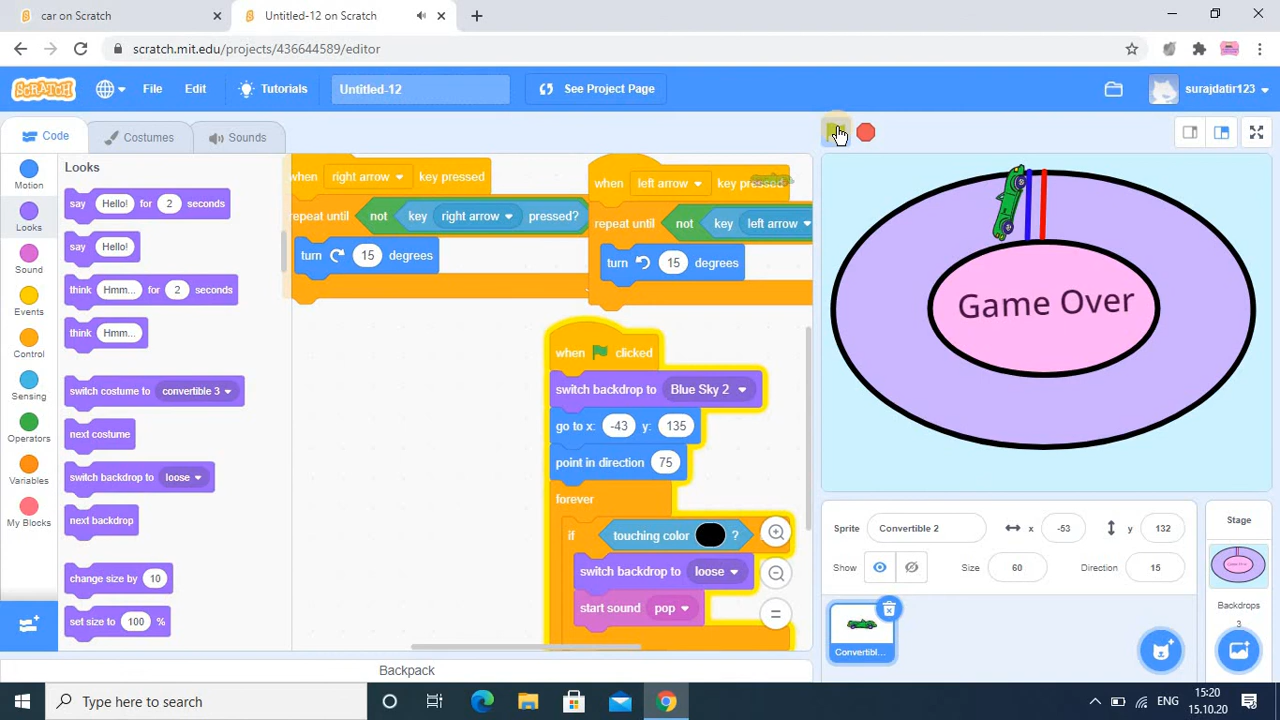 car on Scratch
Untitled-12 on Scratch
scratch.mit.edu/projects/436644589/editor
SCRATCH
File
Edit
Tutorials
Untitled-12
See Project Page
surajdatir123
Code
Costumes
Sounds
Motion
Looks
Sound
Events
Control
Sensing
Operators
Variables
My Blocks
Looks
say Hello! for 2 seconds
say Hello!
think Hmm... for 2 seconds
think Hmm...
switch costume to convertible 3
next costume
switch backdrop to loose
next backdrop
change size by 10
set size to 100 %
when right arrow key pressed
repeat until not key right arrow pressed?
turn 15 degrees
when left arrow key pressed
repeat until not key left arrow
turn 15 degrees
when clicked
switch backdrop to Blue Sky 2
go to x: -43 y: 135
point in direction 75
forever
if touching color ?
switch backdrop to loose
start sound pop
Game Over
Sprite Convertible 2 x -53 y 132
Show Size 60 Direction 15
Convertibl...
Stage
Backdrops
3
Backpack
Type here to search
ENG
15:20
15.10.20